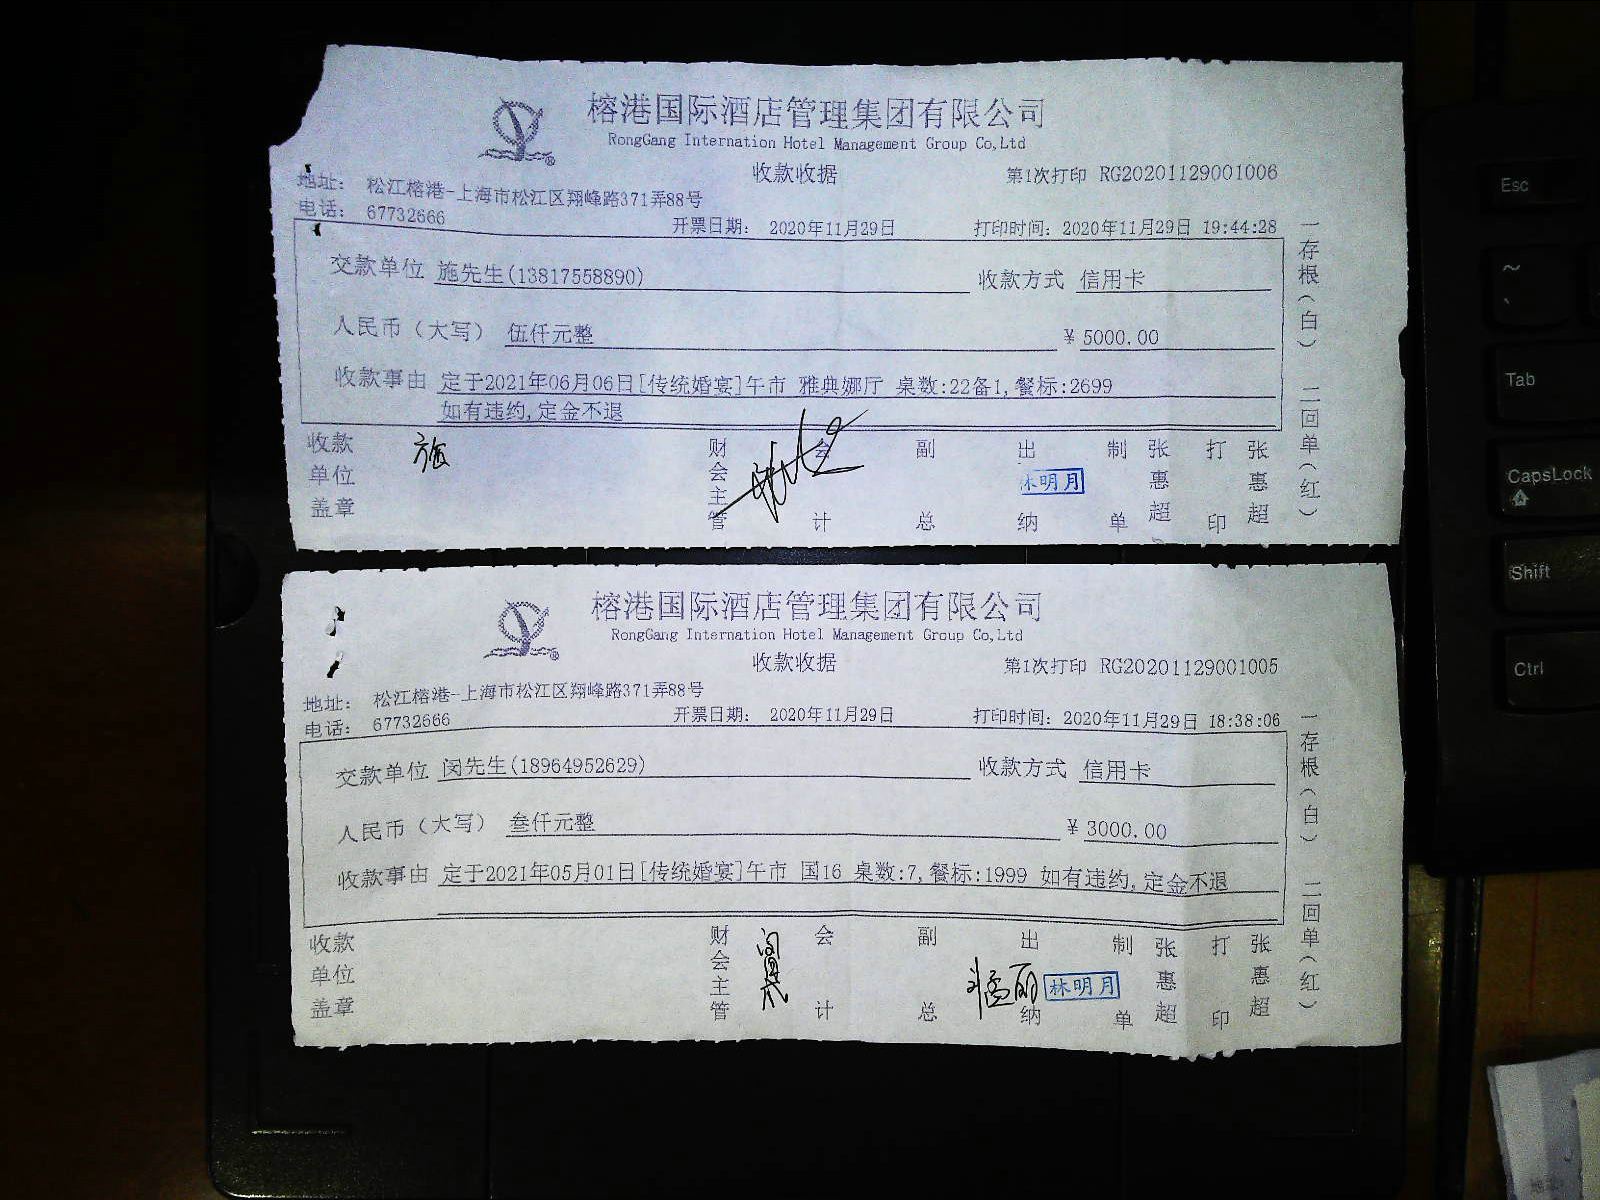 榕港国际酒店管理集团有限公司
RongGang Internation Hotel Management Group Co,Ltd
收款收据 第1次打印 RG20201129001006
地址： 松江榕港-上海市松江区翔峰路371弄88号
电话： 67732666 开票日期： 2020年11月29日 打印时间：2020年11月29日 19:44:28
交款单位 施先生(13817558890) 收款方式 信用卡
人民币（大写） 伍仟元整 ¥ 5000.00
收款事由 定于2021年06月06日[传统婚宴]午市 雅典娜厅 桌数:22备1,餐标:2699
如有违约,定金不退
收款单位盖章 施 财会主管 会计 副总 出纳 林明月 制单 张惠超 打印 张惠超
一存根（白） 二回单（红）
榕港国际酒店管理集团有限公司
RongGang Internation Hotel Management Group Co,Ltd
收款收据 第1次打印 RG20201129001005
地址： 松江榕港-上海市松江区翔峰路371弄88号
电话： 67732666 开票日期： 2020年11月29日 打印时间：2020年11月29日 18:38:06
交款单位 闵先生(18964952629) 收款方式 信用卡
人民币（大写） 叁仟元整 ¥ 3000.00
收款事由 定于2021年05月01日[传统婚宴]午市 国16 桌数:7,餐标:1999 如有违约,定金不退
收款单位盖章 财会主管 会计 副总 出纳 林明月 制单 张惠超 打印 张惠超
一存根（白） 二回单（红）
Esc
~
Tab
CapsLock
Shift
Ctrl